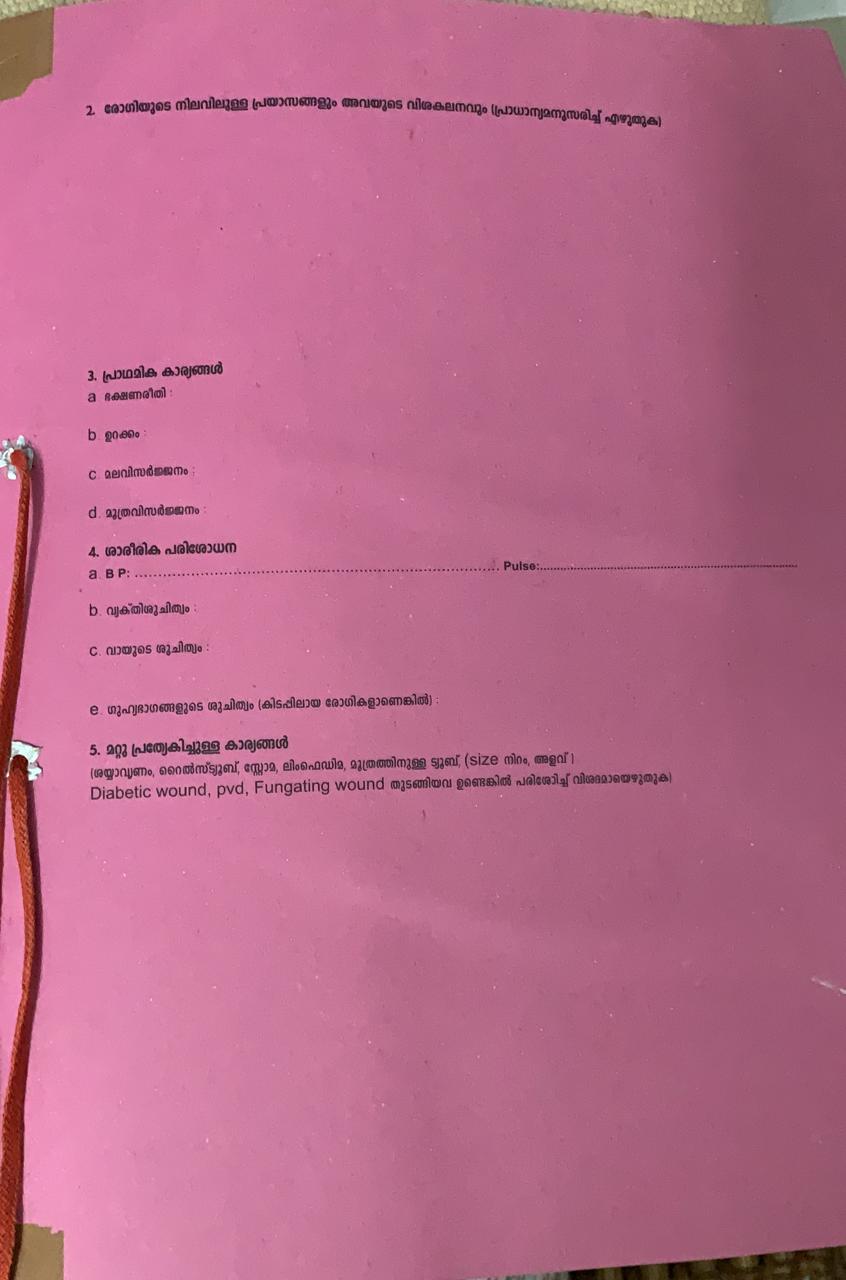 2. രോഗിയുടെ നിലവിലുള്ള പ്രയാസങ്ങളും അവയുടെ വിശകലനവും (പ്രാധാന്യമനുസരിച്ച് എഴുതുക)
3. പ്രാഥമിക കാര്യങ്ങൾ
a ഭക്ഷണരീതി :
b. ഉറക്കം :
c. മലവിസർജ്ജനം :
d. മൂത്രവിസർജ്ജനം :
4. ശാരീരിക പരിശോധന
a. B P: ............................................................................. Pulse:.............................................................................
b. വ്യക്തിശുചിത്വം :
c. വായുടെ ശുചിത്വം :
e. ഗുഹ്യഭാഗങ്ങളുടെ ശുചിത്വം (കിടപ്പിലായ രോഗികളാണെങ്കിൽ) :
5. മറ്റു പ്രത്യേകിച്ചുള്ള കാര്യങ്ങൾ
(ശയ്യാവ്രണം, റൈൽസ്ട്യൂബ്, സ്റ്റോമ, ലിംഫെഡിമ, മൂത്രത്തിനുള്ള ട്യൂബ്, (size നിറം, അളവ് )
Diabetic wound, pvd, Fungating wound തുടങ്ങിയവ ഉണ്ടെങ്കിൽ പരിശോിച്ച് വിശദമായെഴുതുക)